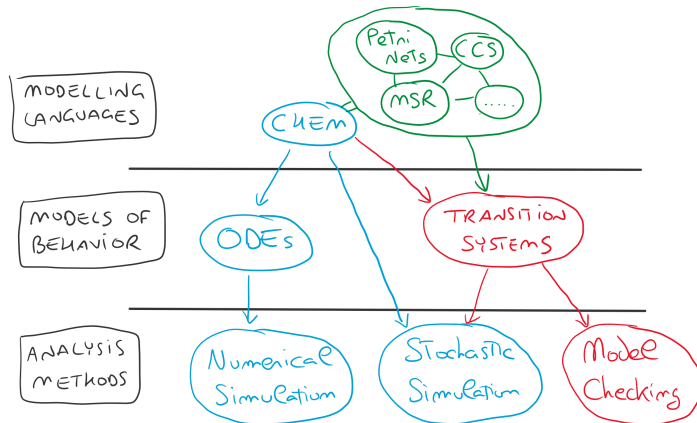 Petri
Nets
CCS
MSR
.....
MODELLING
LANGUAGES
CHEM
MODELS OF
BEHAVIOR
ODEs
TRANSITION
SYSTEMS
ANALYSIS
METHODS
Numerical
Simulation
Stochastic
Simulation
Model
Checking